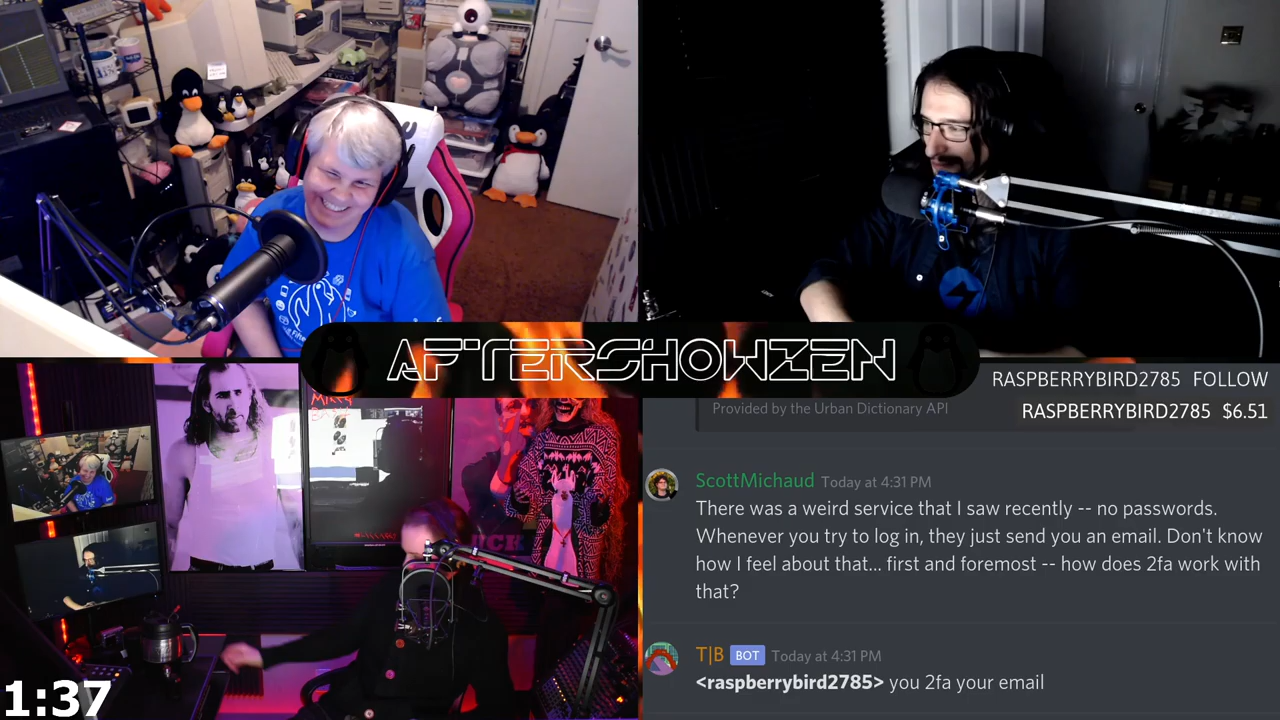 AFTERSHOWZEN
RASPBERRYBIRD2785 FOLLOW
RASPBERRYBIRD2785 $6.51
Provided by the Urban Dictionary API
ScottMichaud Today at 4:31 PM
There was a weird service that I saw recently -- no passwords.
Whenever you try to log in, they just send you an email. Don't know
how I feel about that... first and foremost -- how does 2fa work with
that?
T|B BOT Today at 4:31 PM
<raspberrybird2785> you 2fa your email
1:37